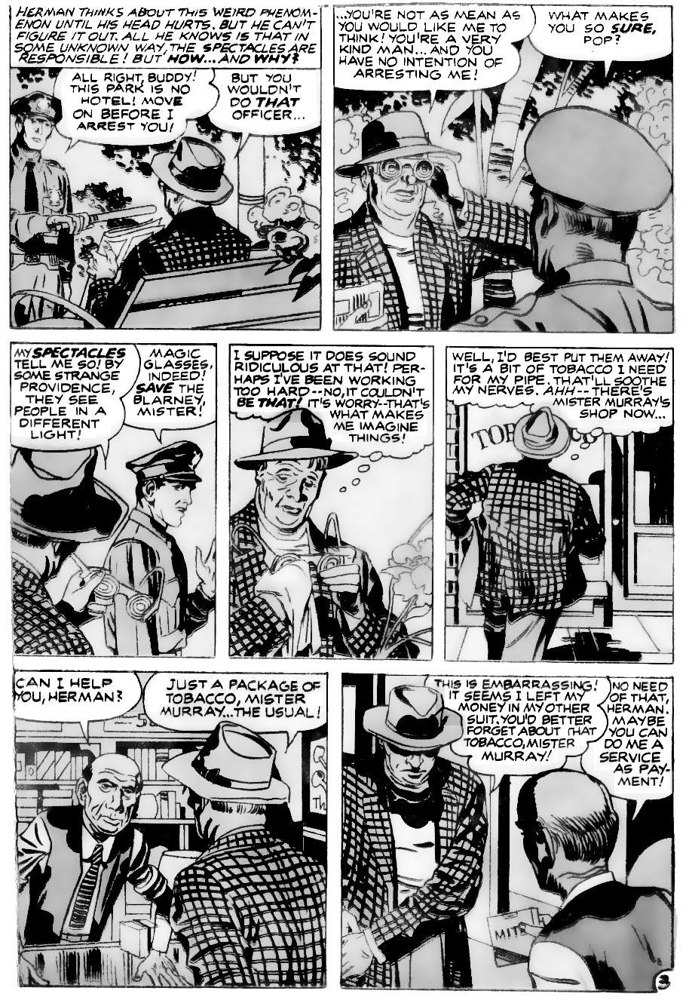 HERMAN THINKS ABOUT THIS WEIRD PHENOM-
ENON UNTIL HIS HEAD HURTS. BUT HE CAN'T
FIGURE IT OUT. ALL HE KNOWS IS THAT IN
SOME UNKNOWN WAY, THE SPECTACLES ARE
RESPONSIBLE! BUT HOW...AND WHY?
ALL RIGHT, BUDDY!
THIS PARK IS NO
HOTEL! MOVE
ON BEFORE I
ARREST YOU!
BUT YOU
WOULDN'T
DO THAT
OFFICER...
...YOU'RE NOT AS MEAN AS
YOU WOULD LIKE ME TO
THINK! YOU'RE A VERY
KIND MAN...AND YOU
HAVE NO INTENTION OF
ARRESTING ME!
WHAT MAKES
YOU SO SURE,
POP?
MY SPECTACLES
TELL ME SO! BY
SOME STRANGE
PROVIDENCE,
THEY SEE
PEOPLE IN A
DIFFERENT
LIGHT!
MAGIC
GLASSES,
INDEED!
SAVE THE
BLARNEY,
MISTER!
I SUPPOSE IT DOES SOUND
RIDICULOUS AT THAT! PER-
HAPS I'VE BEEN WORKING
TOO HARD--NO, IT COULDN'T
BE THAT! IT'S WORRY--THAT'S
WHAT MAKES
ME IMAGINE
THINGS!
WELL, I'D BEST PUT THEM AWAY!
IT'S A BIT OF TOBACCO I NEED
FOR MY PIPE. THAT'LL SOOTHE
MY NERVES. AHH-- THERE'S
MISTER MURRAY'S
SHOP NOW...
TOB CO
CAN I HELP
YOU, HERMAN?
JUST A PACKAGE OF
TOBACCO, MISTER
MURRAY...THE USUAL!
Th
THIS IS EMBARRASSING!
IT SEEMS I LEFT MY
MONEY IN MY OTHER
SUIT. YOU'D BETTER
FORGET ABOUT THAT
TOBACCO, MISTER
MURRAY!
NO NEED
OF THAT,
HERMAN.
MAYBE
YOU CAN
DO ME A
SERVICE
AS PAY-
MENT!
3